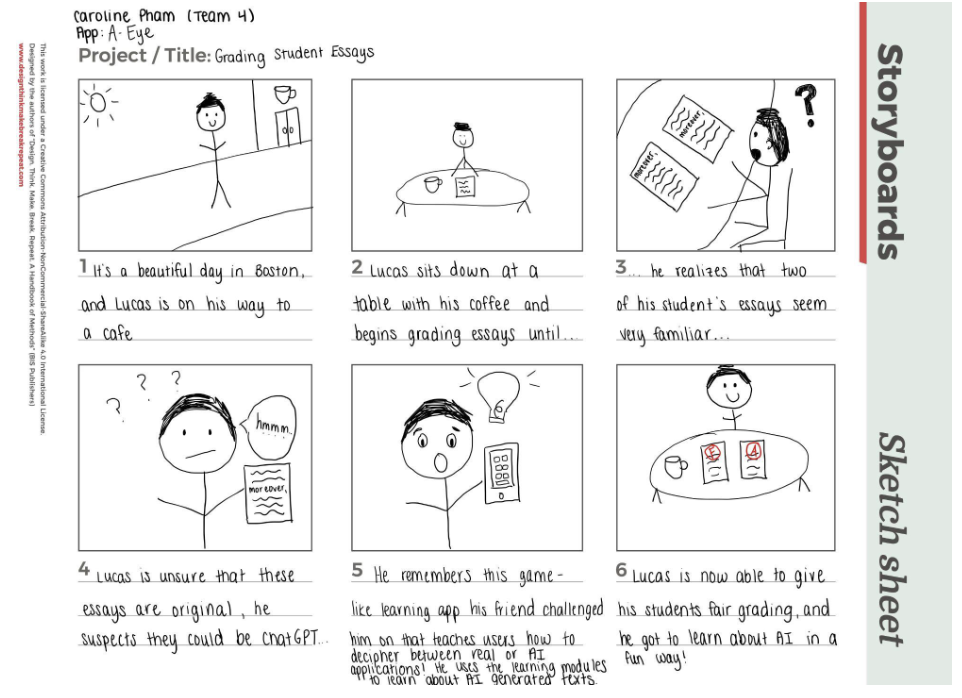 Caroline Pham (Team 4)
App: A-Eye
Project / Title: Grading Student Essays
Storyboards
Sketch sheet
This work is licensed under a Creative Commons Attribution-NonCommercial-ShareAlike 4.0 International License.
Designed by the authors of "Design. Think. Make. Break. Repeat. A Handbook of Methods" (BIS Publishers)
www.designthinkmakebreakrepeat.com
1 It's a beautiful day in Boston,
and Lucas is on his way to
a cafe
2 Lucas sits down at a
table with his coffee and
begins grading essays until...
moreover,
moreover,
?
3 ... he realizes that two
of his student's essays seem
very familiar...
? ? ?
hmmm..
moreover,
4 Lucas is unsure that these
essays are original, he
suspects they could be ChatGPT...
5 He remembers this game-
like learning app his friend challenged
him on that teaches users how to
decipher between real or AI
applications! He uses the learning modules
to learn about AI generated texts.
F A
6 Lucas is now able to give
his students fair grading, and
he got to learn about AI in a
fun way!